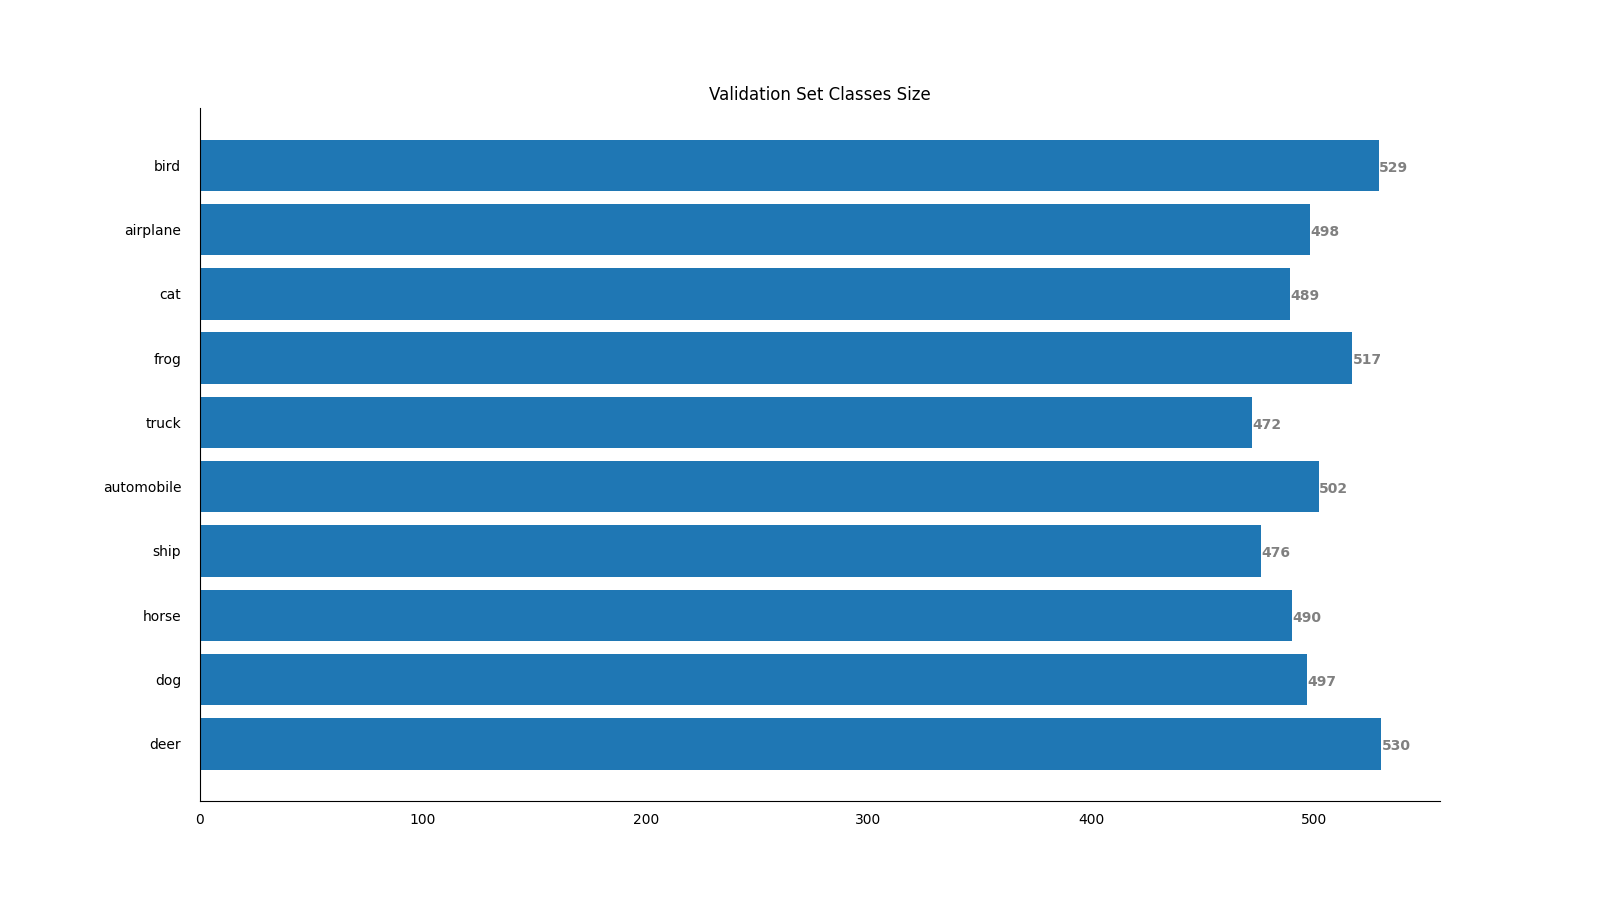 Validation Set Classes Size
bird 529
airplane 498
cat 489
frog 517
truck 472
automobile 502
ship 476
horse 490
dog 497
deer 530
0 100 200 300 400 500